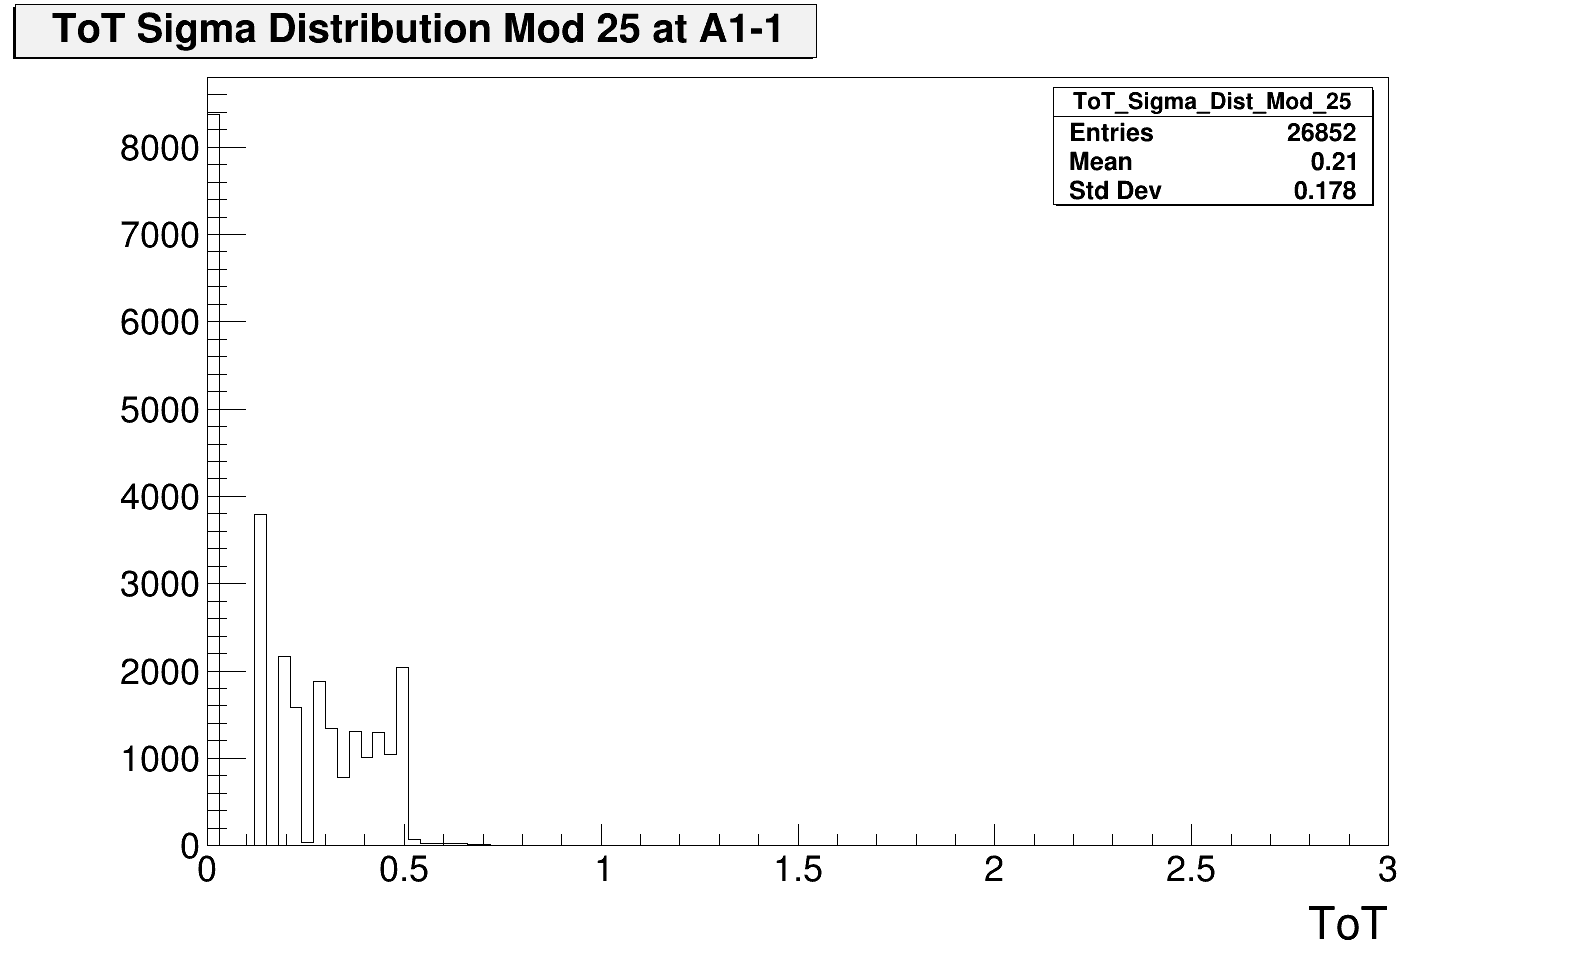 ToT Sigma Distribution Mod 25 at A1-1
ToT_Sigma_Dist_Mod_25
Entries 26852
Mean 0.21
Std Dev 0.178
8000
7000
6000
5000
4000
3000
2000
1000
0
0 0.5 1 1.5 2 2.5 3
ToT